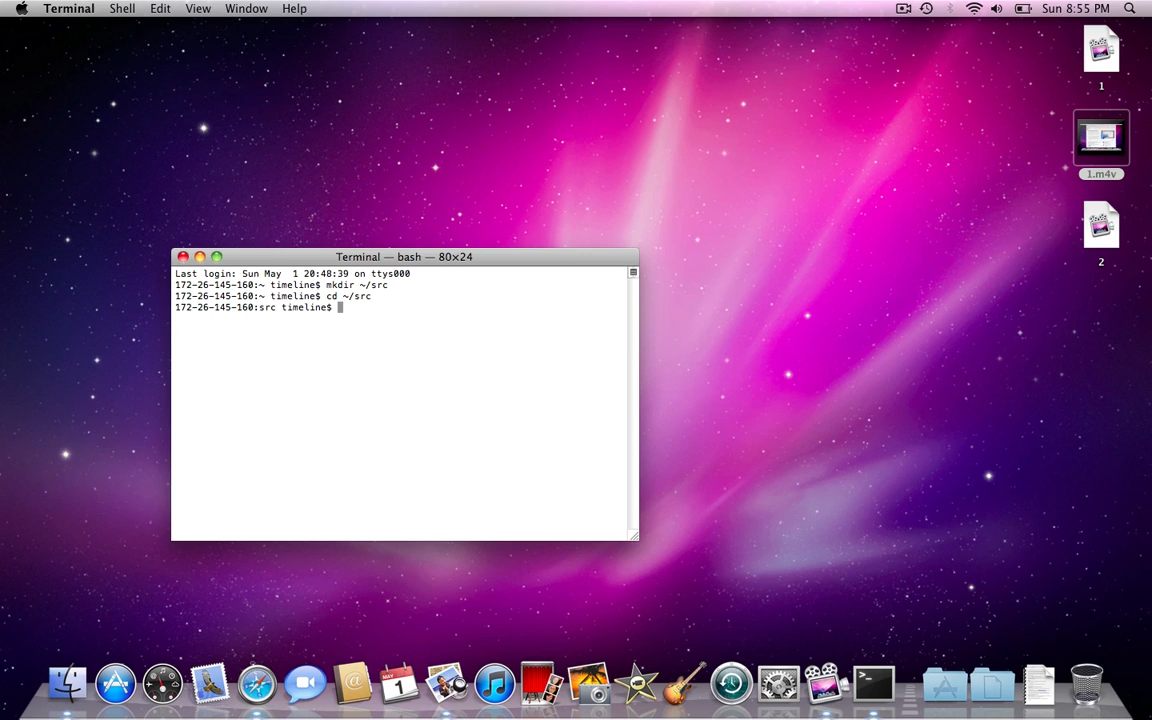 Terminal Shell Edit View Window Help Sun 8:55 PM
1
1.m4v
2
Terminal — bash — 80×24
Last login: Sun May  1 20:48:39 on ttys000
172-26-145-160:~ timeline$ mkdir ~/src
172-26-145-160:~ timeline$ cd ~/src
172-26-145-160:src timeline$
MAY
1
>_